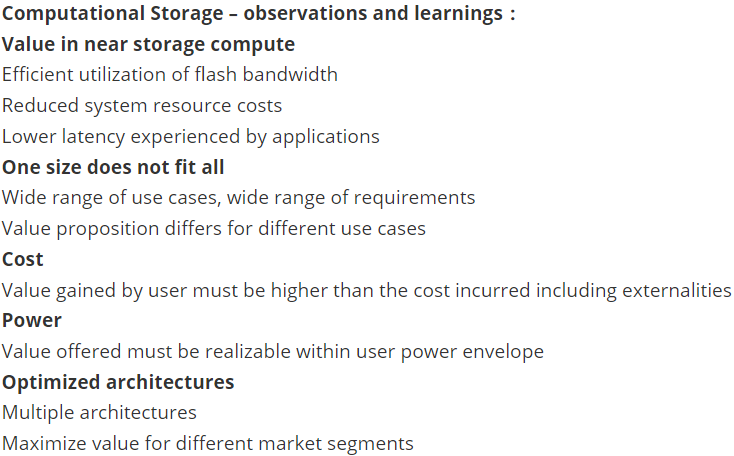 Computational Storage – observations and learnings：
Value in near storage compute
Efficient utilization of flash bandwidth
Reduced system resource costs
Lower latency experienced by applications
One size does not fit all
Wide range of use cases, wide range of requirements
Value proposition differs for different use cases
Cost
Value gained by user must be higher than the cost incurred including externalities
Power
Value offered must be realizable within user power envelope
Optimized architectures
Multiple architectures
Maximize value for different market segments